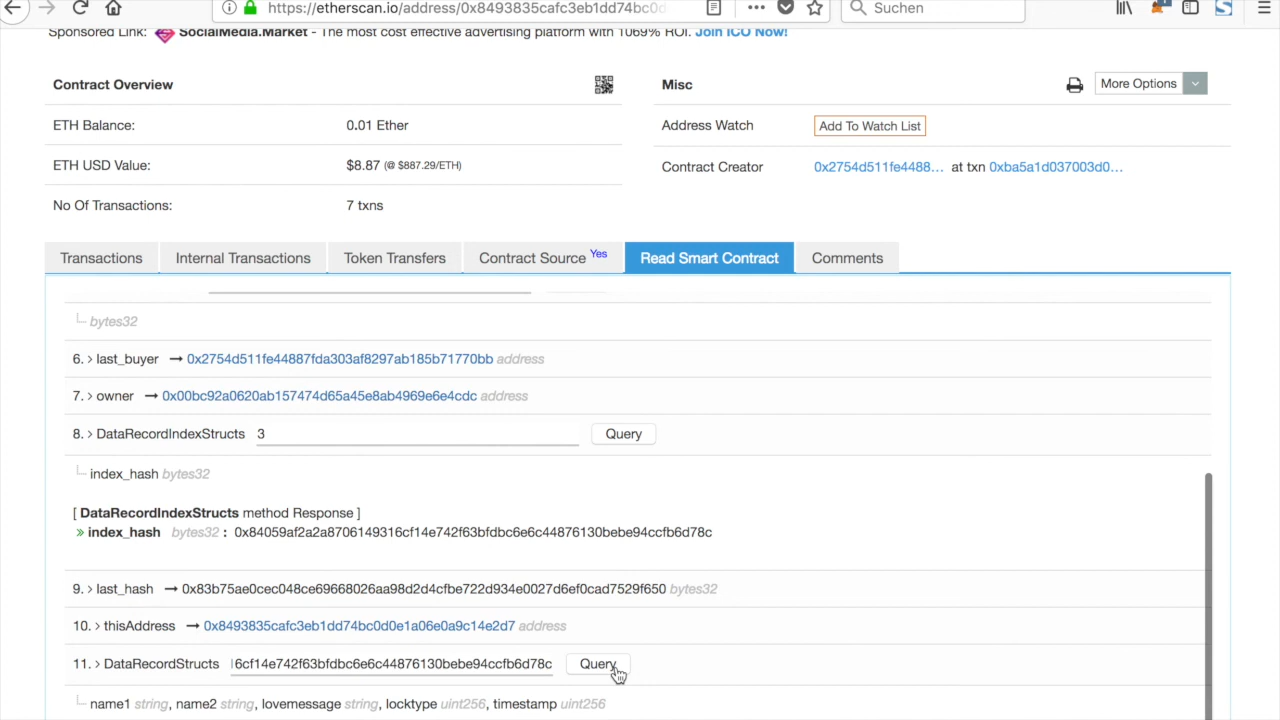 https://etherscan.io/address/0x8493835cafc3eb1dd74bc0d
Suchen
Sponsored Link: SocialMedia.Market - The most cost effective advertising platform with 1069% ROI. Join ICO Now!
Contract Overview
Misc
More Options
ETH Balance: 0.01 Ether
Address Watch Add To Watch List
ETH USD Value: $8.87 (@ $887.29/ETH)
Contract Creator 0x2754d511fe4488... at txn 0xba5a1d037003d0...
No Of Transactions: 7 txns
Transactions Internal Transactions Token Transfers Contract Source Yes Read Smart Contract Comments
bytes32
6. > last_buyer → 0x2754d511fe44887fda303af8297ab185b71770bb address
7. > owner → 0x00bc92a0620ab157474d65a45e8ab4969e6e4cdc address
8. > DataRecordIndexStructs 3 Query
index_hash bytes32
[ DataRecordIndexStructs method Response ]
» index_hash bytes32 : 0x84059af2a2a8706149316cf14e742f63bfdbc6e6c44876130bebe94ccfb6d78c
9. > last_hash → 0x83b75ae0cec048ce69668026aa98d2d4cfbe722d934e0027d6ef0cad7529f650 bytes32
10. > thisAddress → 0x8493835cafc3eb1dd74bc0d0e1a06e0a9c14e2d7 address
11. > DataRecordStructs 6cf14e742f63bfdbc6e6c44876130bebe94ccfb6d78c Query
name1 string, name2 string, lovemessage string, locktype uint256, timestamp uint256